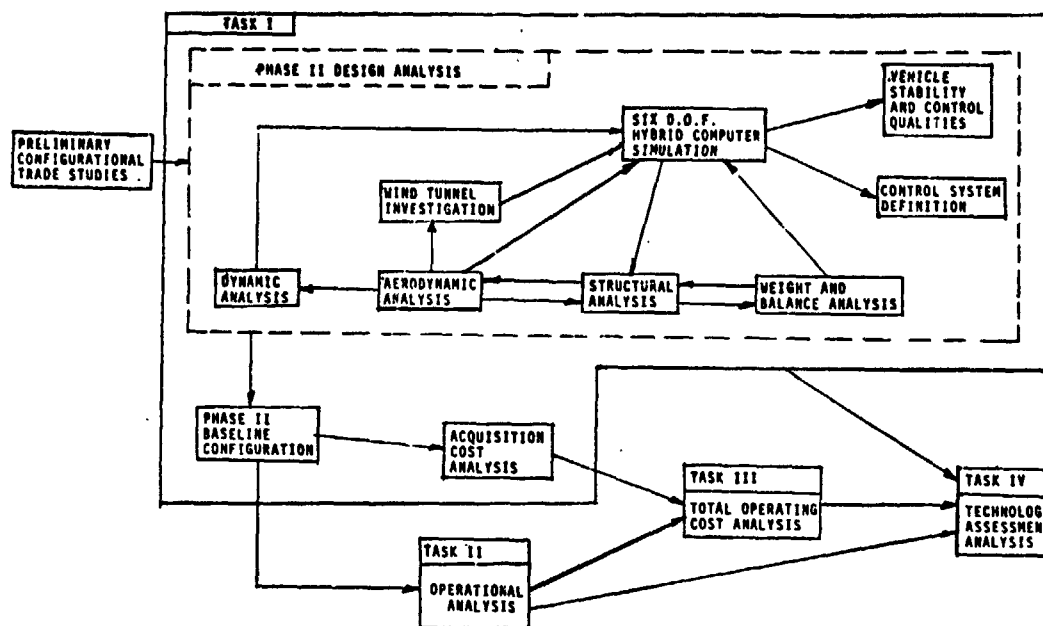 TASK I
PHASE II DESIGN ANALYSIS
VEHICLE
STABILITY
AND CONTROL
QUALITIES
SIX D.O.F.
HYBRID COMPUTER
SIMULATION
PRELIMINARY
CONFIGURATIONAL
TRADE STUDIES .
WIND TUNNEL
INVESTIGATION
CONTROL SYSTEM
DEFINITION
DYNAMIC
ANALYSIS
AERODYNAMIC
ANALYSIS
STRUCTURAL
ANALYSIS
WEIGHT AND
BALANCE ANALYSIS
PHASE II
BASELINE
CONFIGURATION
ACQUISITION
COST
ANALYSIS
TASK III
TOTAL OPERATING
COST ANALYSIS
TASK IV
TECHNOLOG
ASSESSMEN
ANALYSIS
TASK II
OPERATIONAL
ANALYSIS